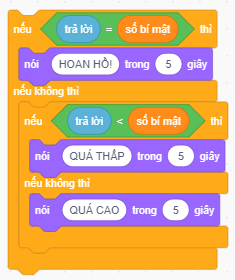 nếu trả lời = số bí mật thì
nói HOAN HÔ! trong 5 giây
nếu không thì
nếu trả lời < số bí mật thì
nói QUÁ THẤP trong 5 giây
nếu không thì
nói QUÁ CAO trong 5 giây